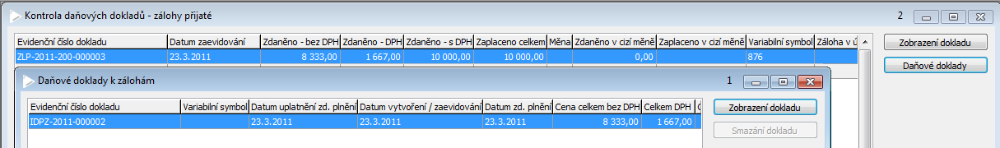 Kontrola daňových dokladů - zálohy přijaté 2
Evidenční číslo dokladu Datum zaevidování Zdaněno - bez DPH Zdaněno - DPH Zdaněno - s DPH Zaplaceno celkem Měna Zdaněno v cizí měně Zaplaceno v cizí měně Variabilní symbol Záloha v ú
ZLP-2011-200-000003 23.3.2011 8 333,00 1 667,00 10 000,00 10 000,00 0,00 876
Zobrazení dokladu
Daňové doklady
Daňové doklady k zálohám 1
Evidenční číslo dokladu Variabilní symbol Datum uplatnění zd. plnění Datum vytvoření / zaevidování Datum zd. plnění Cena celkem bez DPH Celkem DPH
IDPZ-2011-000002 23.3.2011 23.3.2011 23.3.2011 8 333,00 1 667,00
Zobrazení dokladu
Smazání dokladu